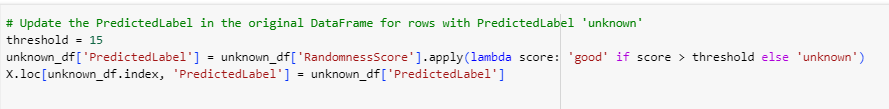 # Update the PredictedLabel in the original DataFrame for rows with PredictedLabel 'unknown'
threshold = 15
unknown_df['PredictedLabel'] = unknown_df['RandomnessScore'].apply(lambda score: 'good' if score > threshold else 'unknown')
X.loc[unknown_df.index, 'PredictedLabel'] = unknown_df['PredictedLabel']